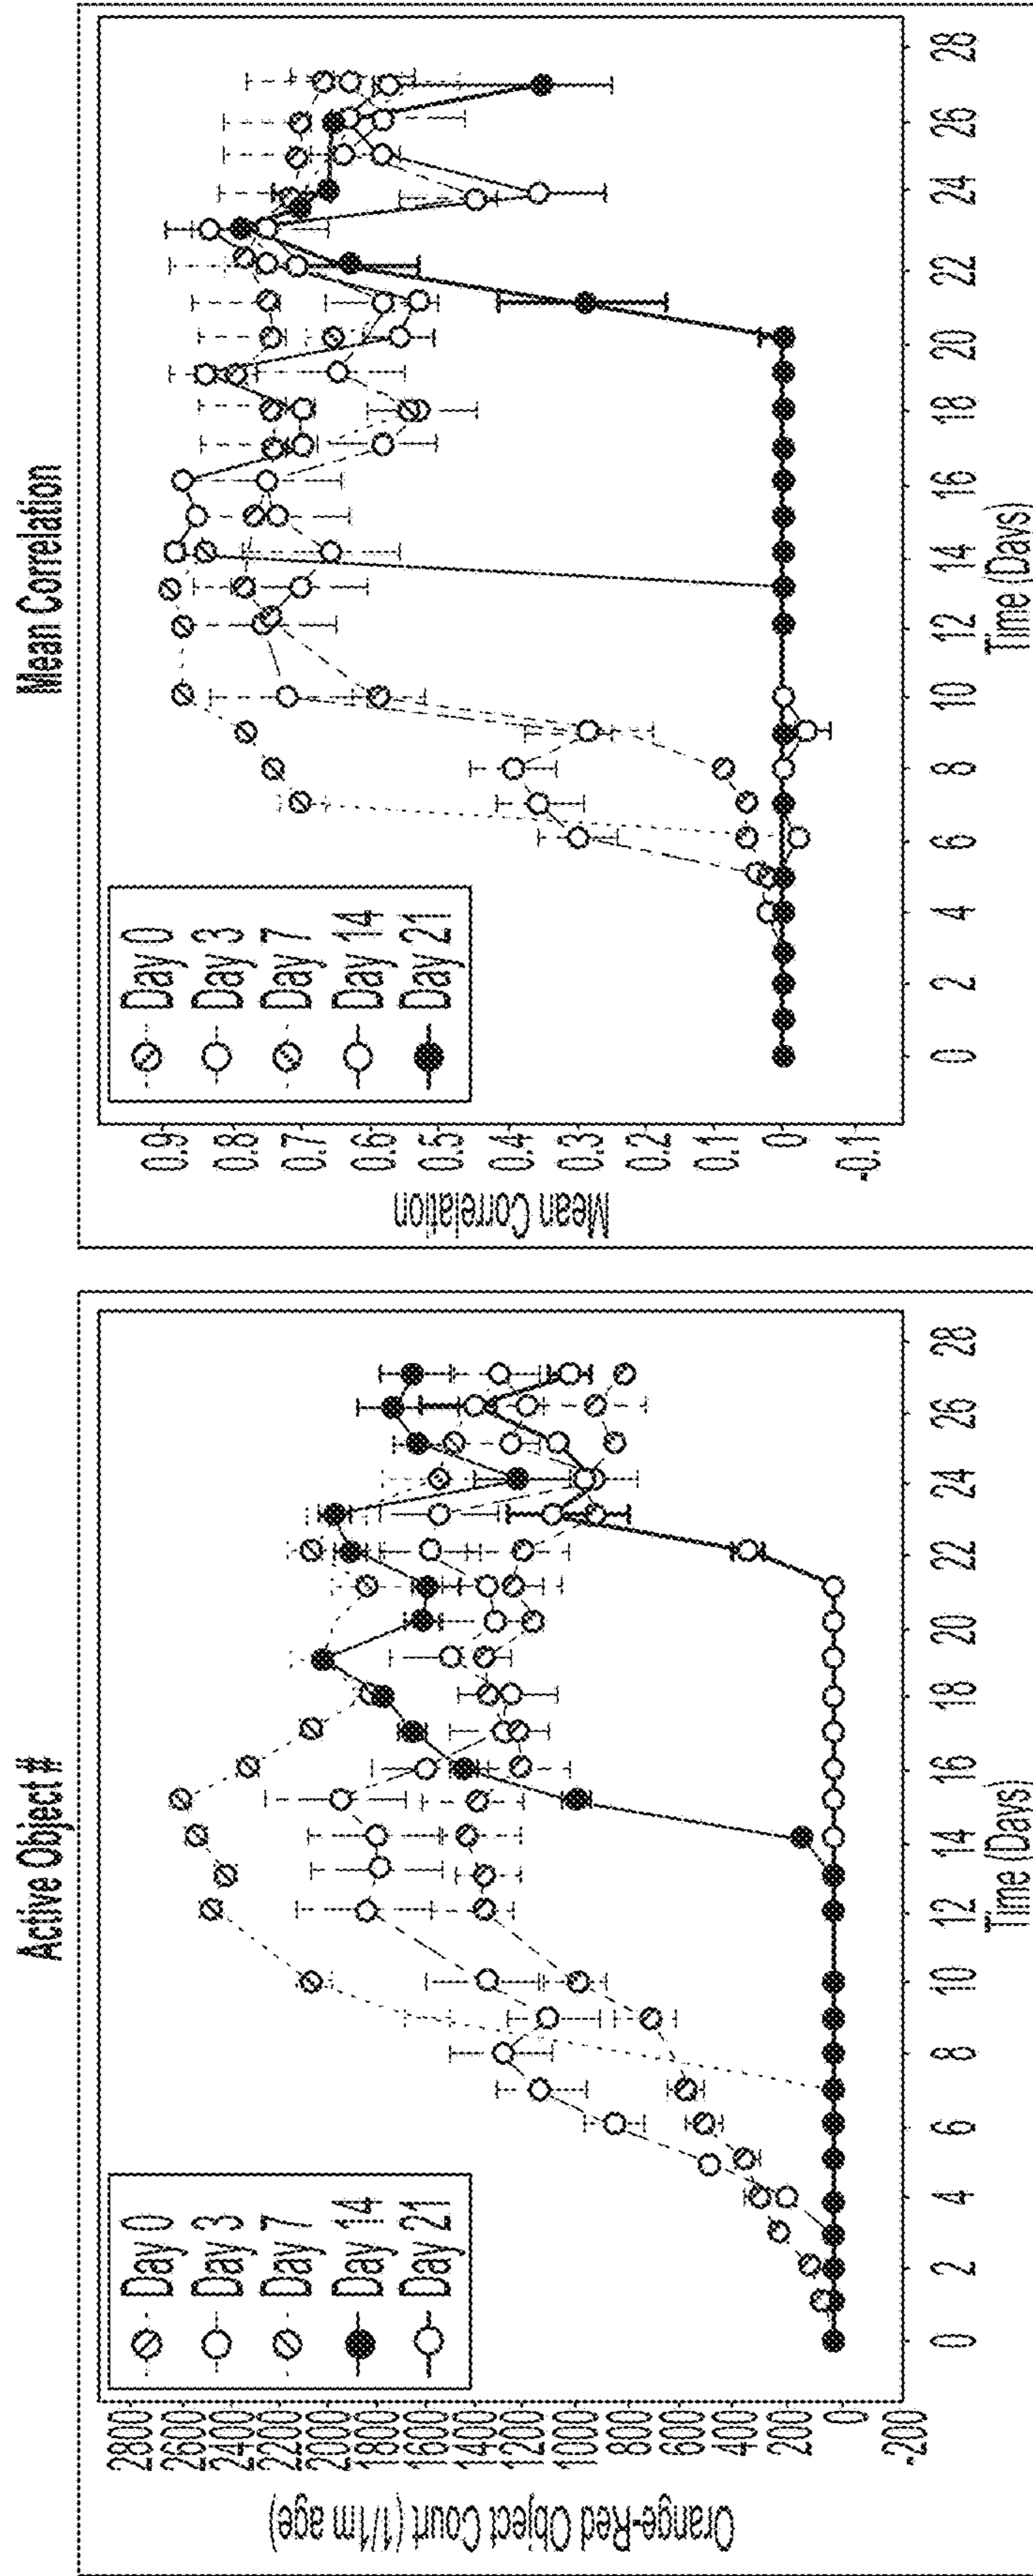 Active Object #
Orange-Red Object Court (1/1m age)
2800
2600
2400
2200
2000
1800
1600
1400
1200
1000
800
600
400
200
0
-200
Day 0
Day 3
Day 7
Day 14
Day 21
0 2 4 6 8 10 12 14 16 18 20 22 24 26 28
Time (Days)
Mean Correlation
Mean Correlation
0.9
0.8
0.7
0.6
0.5
0.4
0.3
0.2
0.1
0
-0.1
Day 0
Day 3
Day 7
Day 14
Day 21
0 2 4 6 8 10 12 14 16 18 20 22 24 26 28
Time (Days)